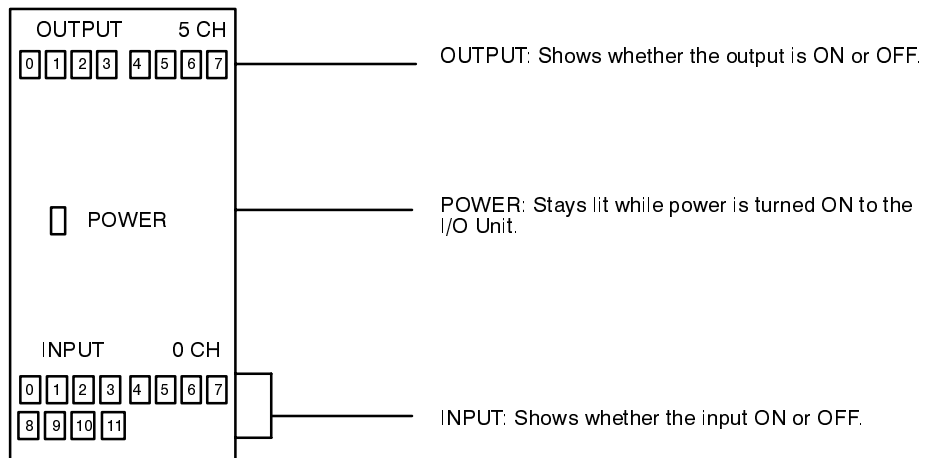 OUTPUT 5 CH
0 1 2 3 4 5 6 7
OUTPUT: Shows whether the output is ON or OFF.
POWER
POWER: Stays lit while power is turned ON to the
I/O Unit.
INPUT 0 CH
0 1 2 3 4 5 6 7
8 9 10 11
INPUT: Shows whether the input ON or OFF.